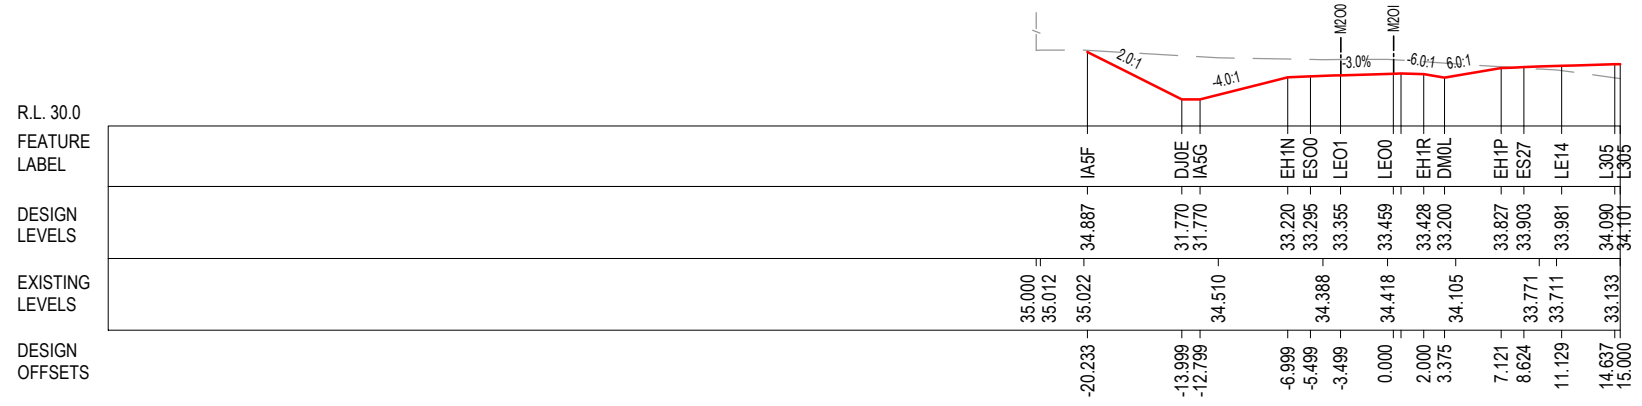 M2O0
M2OI
2.0:1
-4.0:1
-3.0%
-6.0:1
6.0:1
R.L. 30.0
FEATURE
LABEL
IA5F
DJ0E
IA5G
EH1N
ESO0
LEO1
LEO0
EH1R
DM0L
EH1P
ES27
LE14
L305
L305
DESIGN
LEVELS
34.887
31.770
31.770
33.220
33.295
33.355
33.459
33.428
33.200
33.827
33.903
33.981
34.090
34.101
EXISTING
LEVELS
35.000
35.012
35.022
34.510
34.388
34.418
34.105
33.771
33.711
33.133
DESIGN
OFFSETS
-20.233
-13.999
-12.799
-6.999
-5.499
-3.499
0.000
2.000
3.375
7.121
8.624
11.129
14.637
15.000